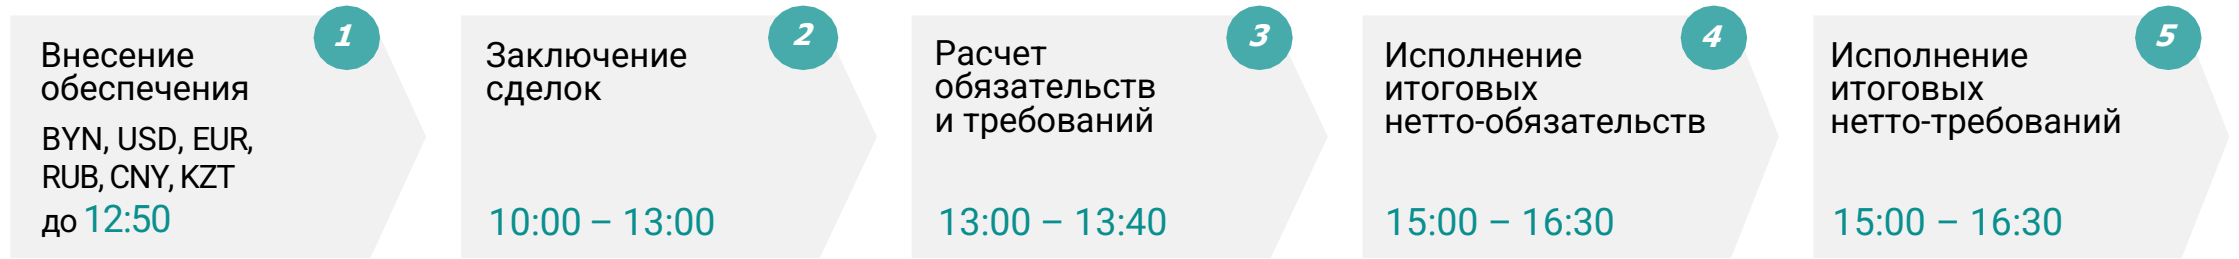 1
Внесение
обеспечения
BYN, USD, EUR,
RUB, CNY, KZT
до 12:50
2
Заключение
сделок
10:00 – 13:00
3
Расчет
обязательств
и требований
13:00 – 13:40
4
Исполнение
итоговых
нетто-обязательств
15:00 – 16:30
5
Исполнение
итоговых
нетто-требований
15:00 – 16:30